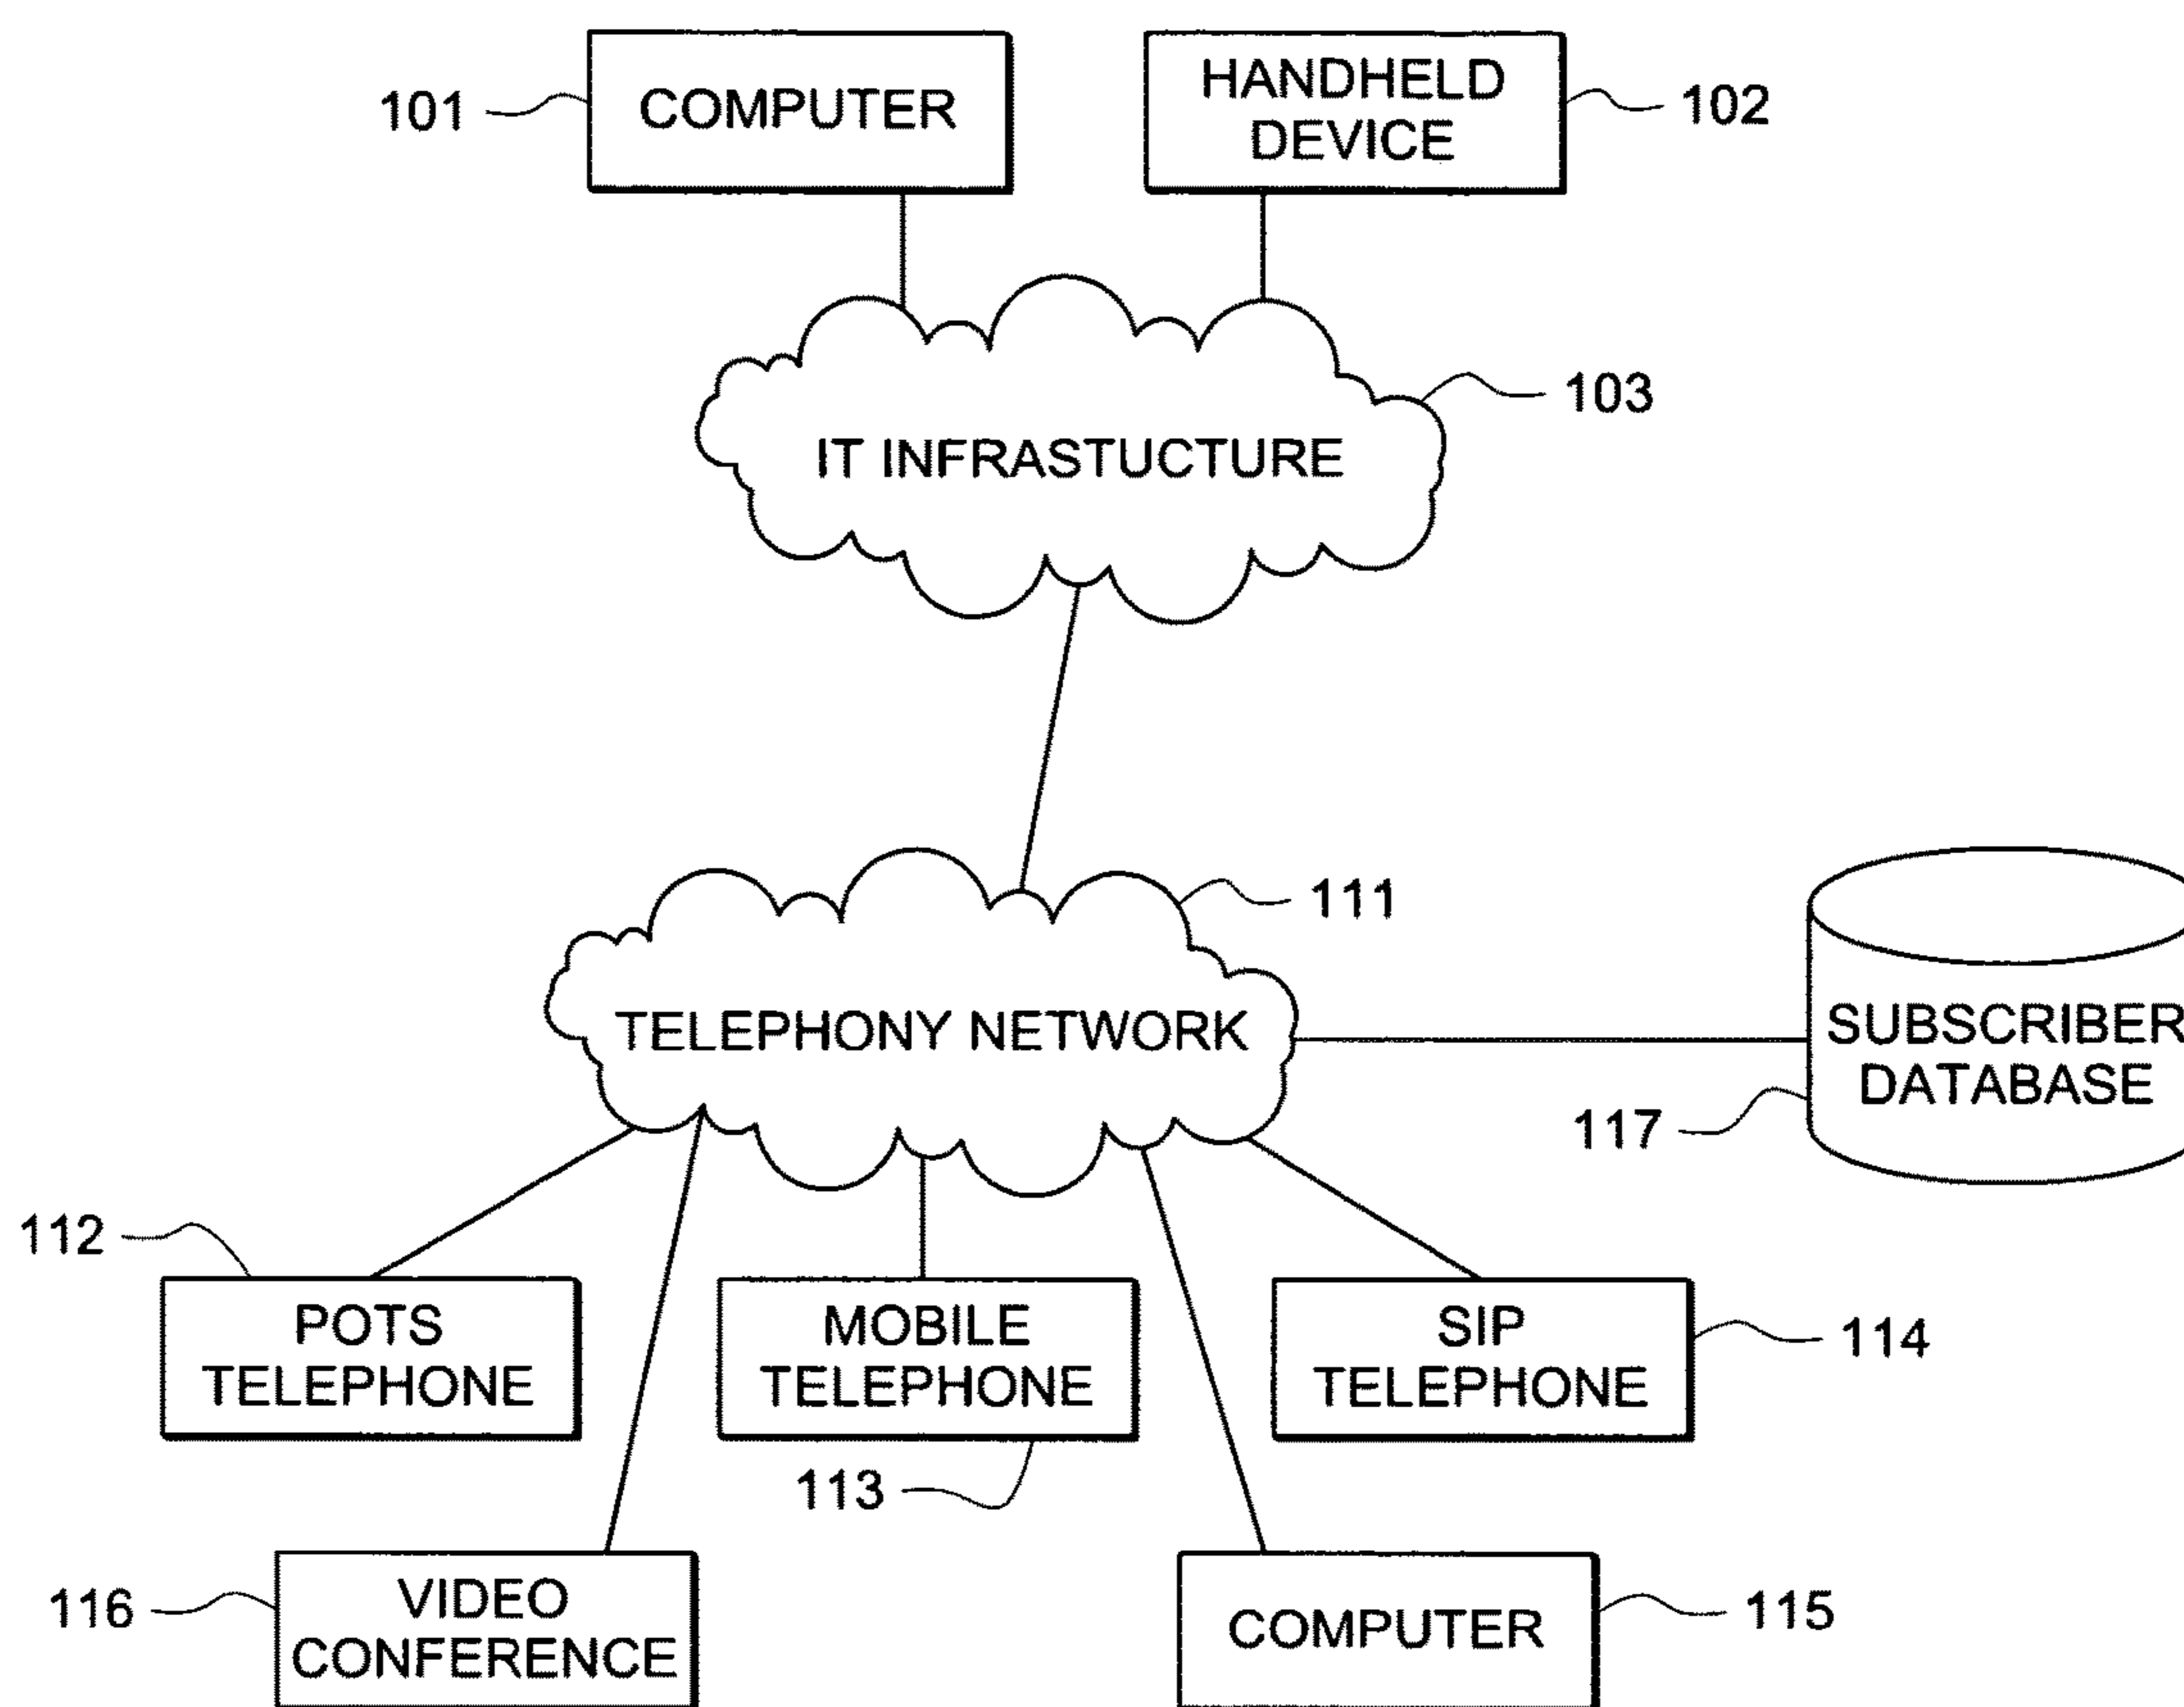 101
COMPUTER
HANDHELD
DEVICE
102
103
IT INFRASTUCTURE
111
TELEPHONY NETWORK
SUBSCRIBER
DATABASE
117
112
POTS
TELEPHONE
MOBILE
TELEPHONE
SIP
TELEPHONE
114
113
116
VIDEO
CONFERENCE
COMPUTER
115